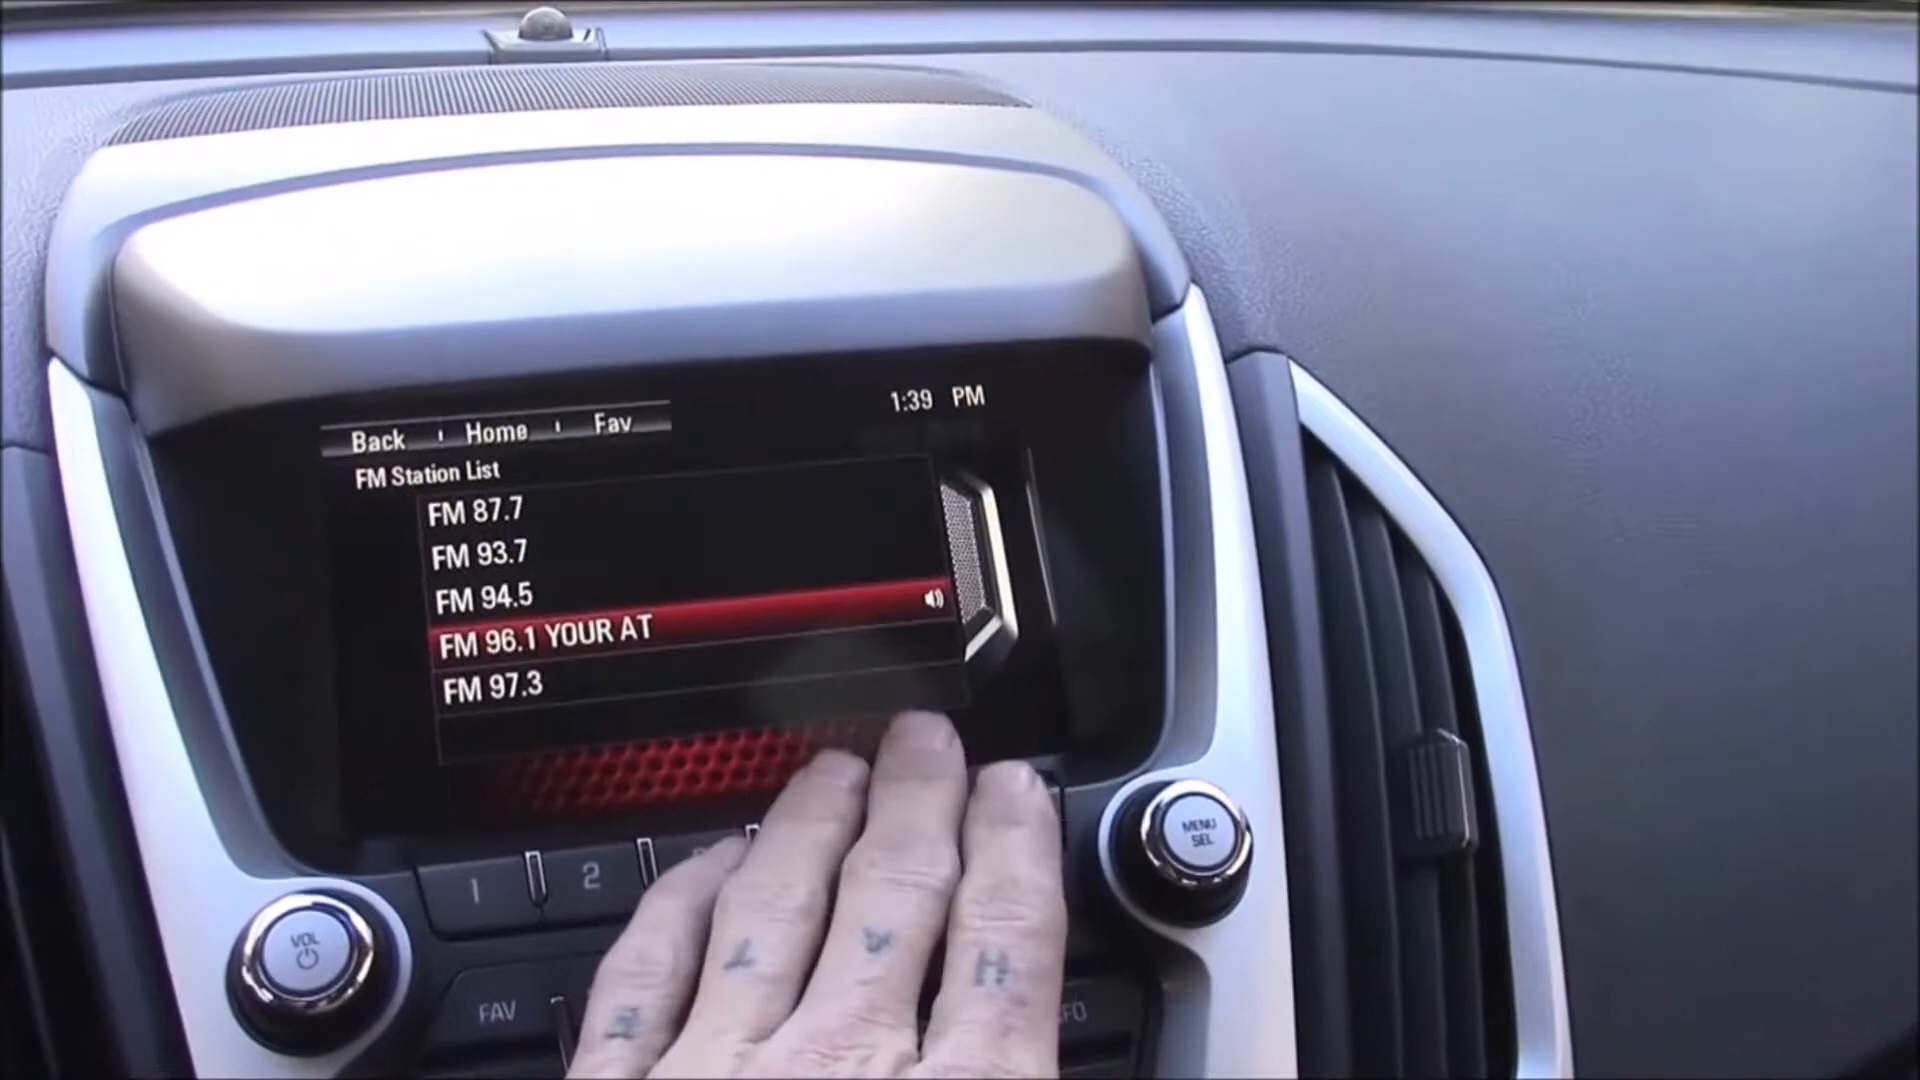 1:39 PM
Back Home Fav
FM Station List
FM 87.7
FM 93.7
FM 94.5
FM 96.1 YOUR AT
FM 97.3
MENU
SEL
1 2
VOL
FAV
H